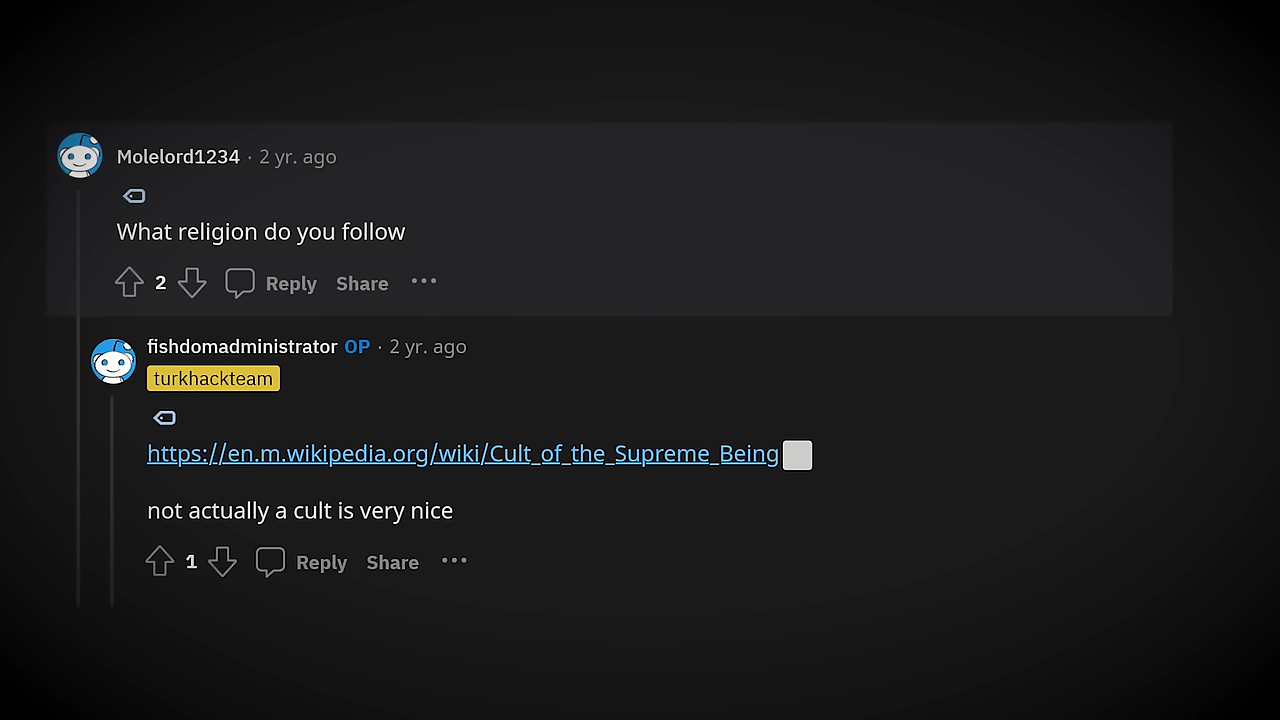 Molelord1234 · 2 yr. ago
What religion do you follow
2 Reply Share ···
fishdomadministrator OP · 2 yr. ago
turkhackteam
https://en.m.wikipedia.org/wiki/Cult_of_the_Supreme_Being
not actually a cult is very nice
1 Reply Share ···